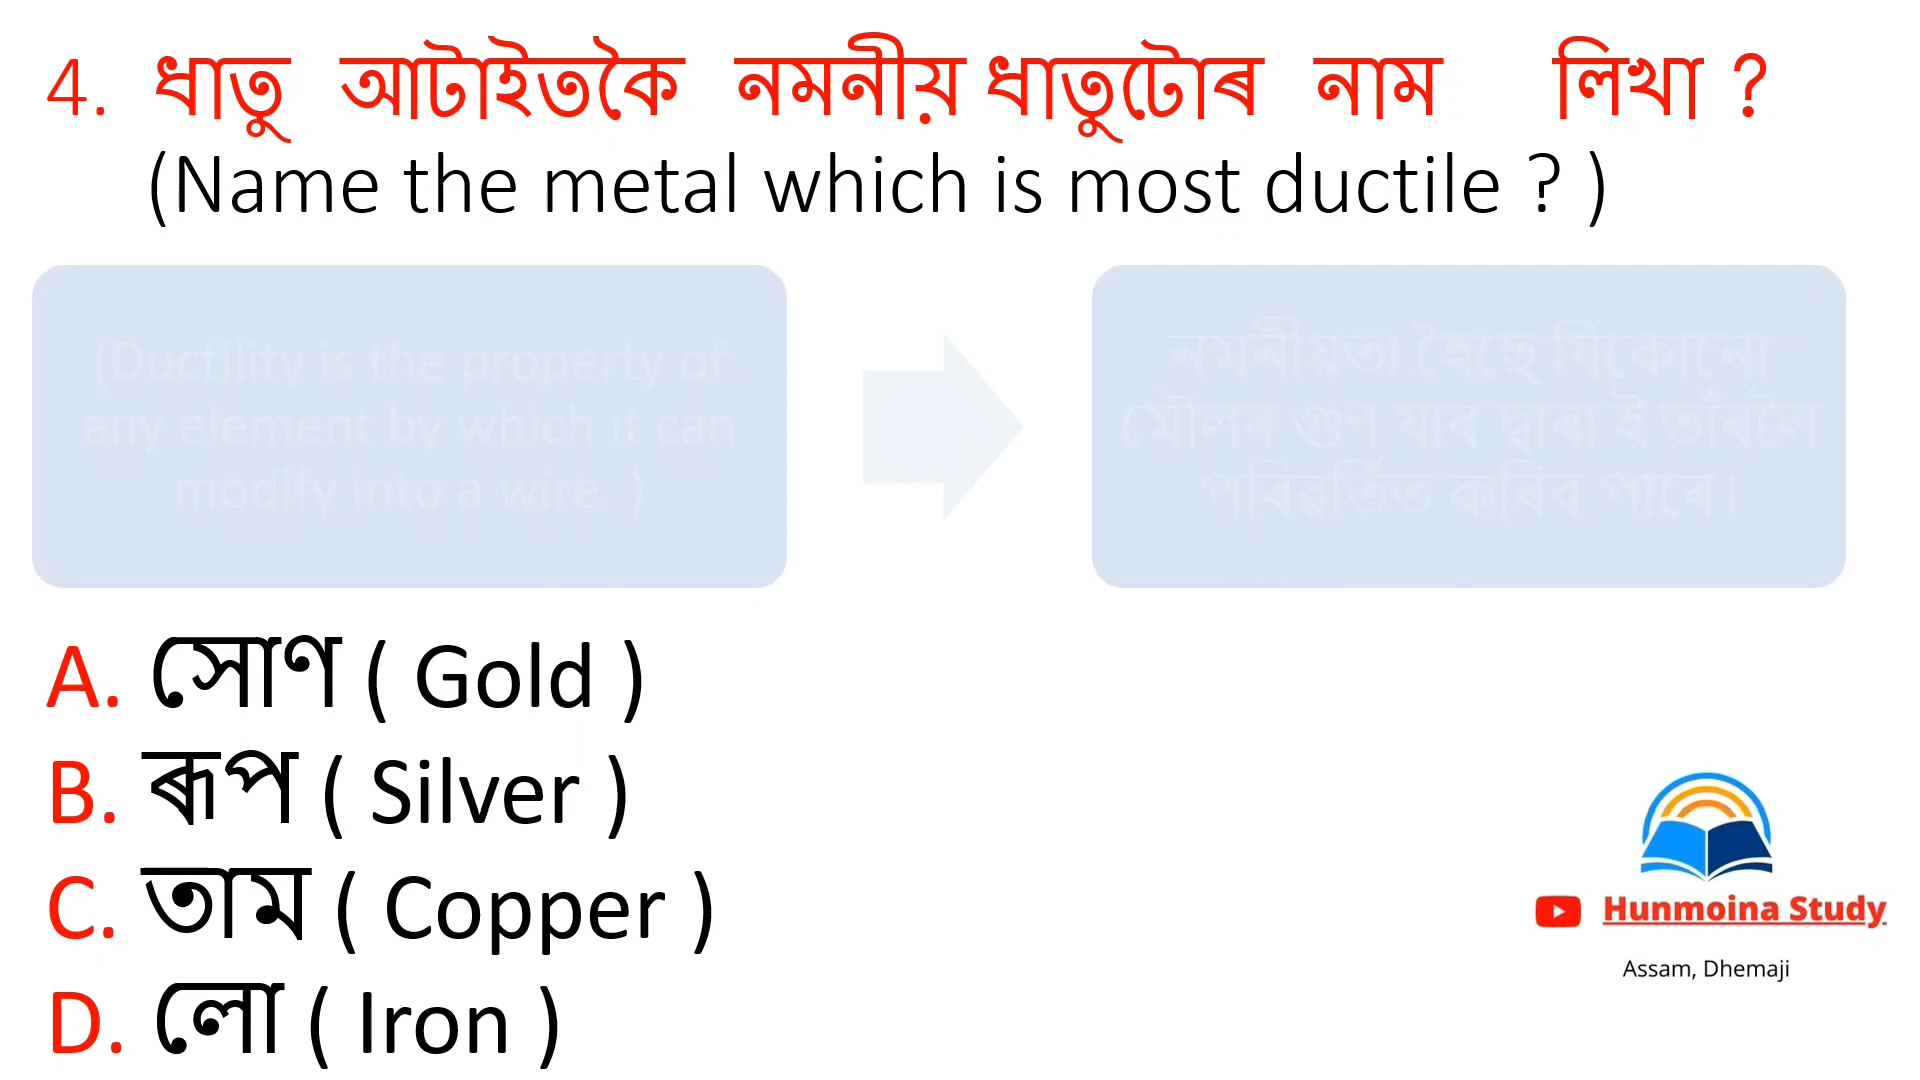 4. ধাতু আটাইতকৈ নমনীয় ধাতুটোৰ নাম লিখা ?
(Name the metal which is most ductile ? )
(Ductility is the property of
any element by which it can
modify into a wire. )
নমনীয়তা হৈছে যিকোনো
মৌলৰ গুণ যাৰ দ্বাৰা ই তাঁৰলৈ
পৰিৱৰ্তিত কৰিব পাৰে।
A. সোণ ( Gold )
B. ৰূপ ( Silver )
C. তাম ( Copper )
D. লো ( Iron )
Hunmoina Study
Assam, Dhemaji